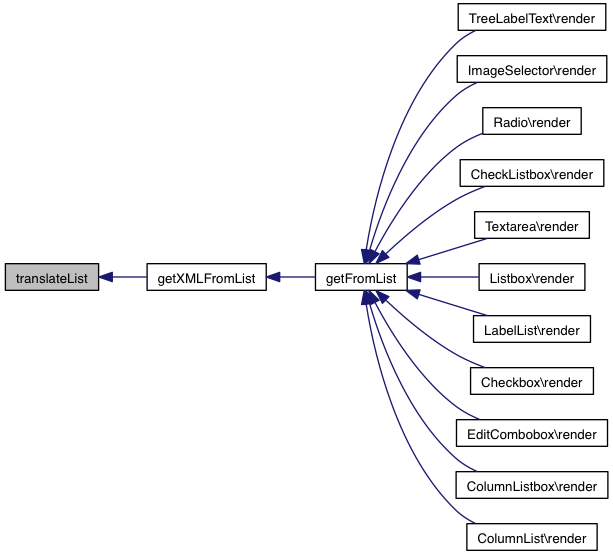 TreeLabelText\render
ImageSelector\render
Radio\render
CheckListbox\render
Textarea\render
translateList
getXMLFromList
getFromList
Listbox\render
LabelList\render
Checkbox\render
EditCombobox\render
ColumnListbox\render
ColumnList\render